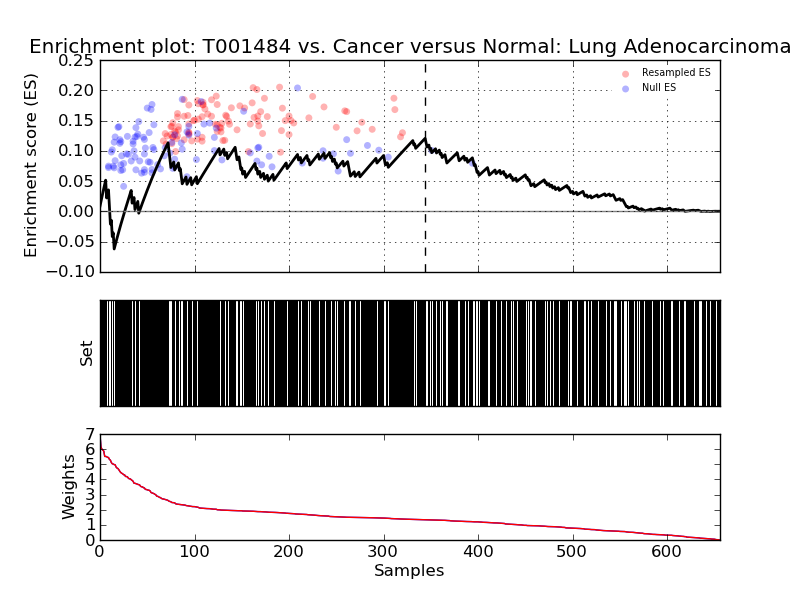 Enrichment plot: T001484 vs. Cancer versus Normal: Lung Adenocarcinoma
0.25
0.20
0.15
0.10
0.05
0.00
−0.05
−0.10
Enrichment score (ES)
Resampled ES
Null ES
Set
7
6
5
4
3
2
1
0
Weights
0 100 200 300 400 500 600
Samples